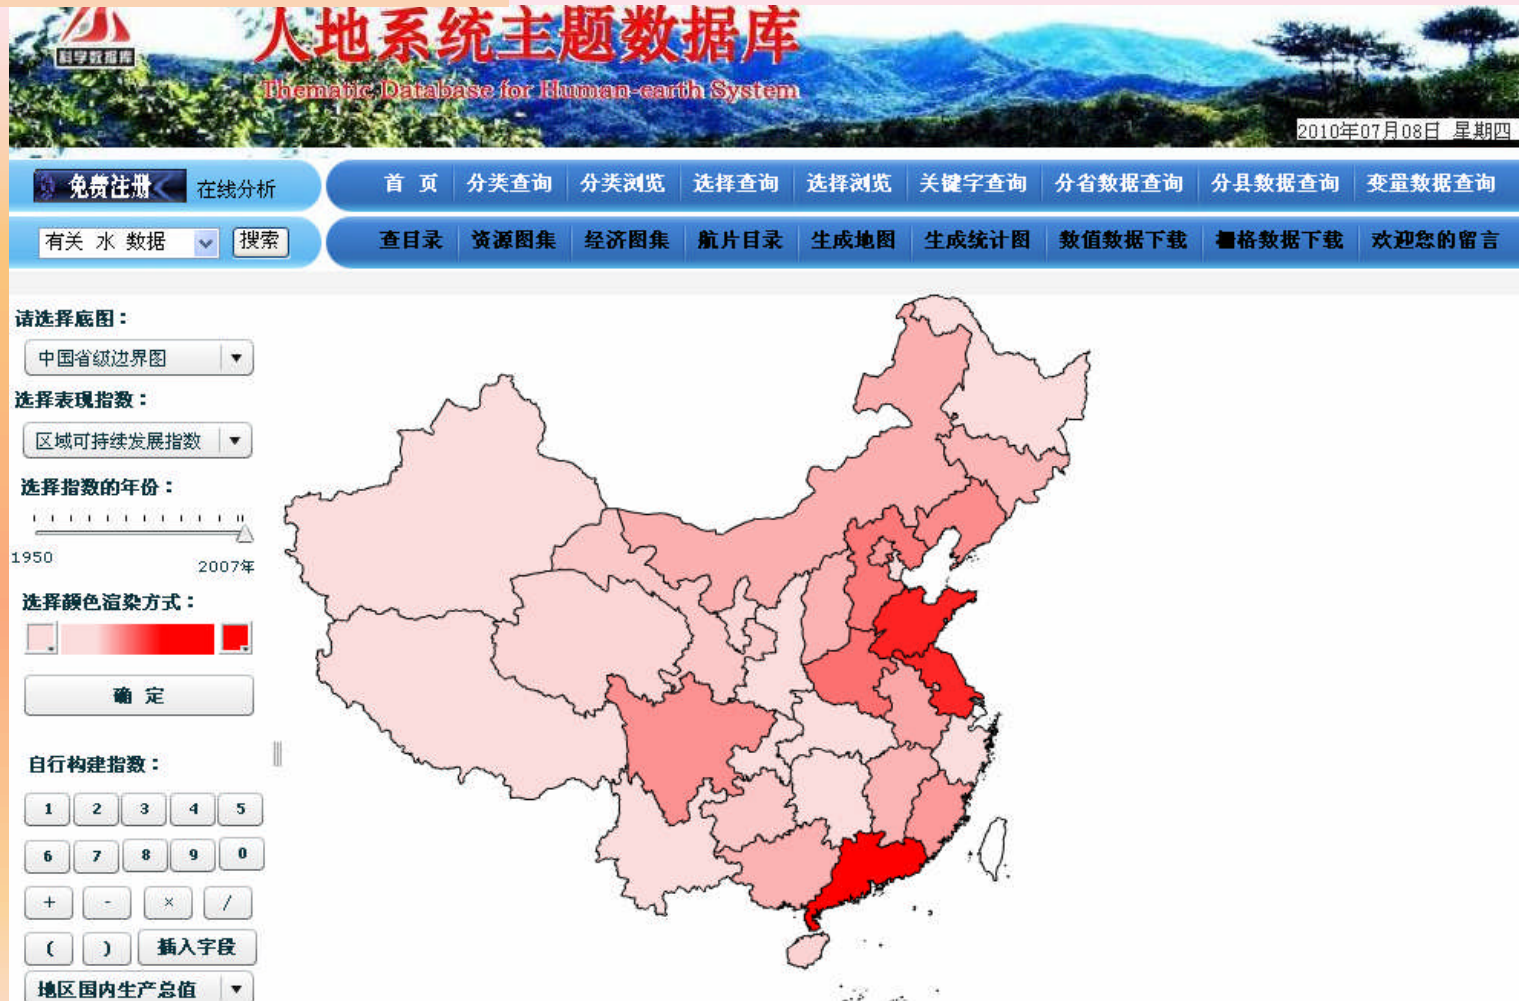 科学数据库
人地系统主题数据库
Thematic Database for Human-earth System
2010年07月08日 星期四
免费注册 在线分析
首 页 分类查询 分类浏览 选择查询 选择浏览 关键字查询 分省数据查询 分县数据查询 变量数据查询
有关 水 数据 搜索
查目录 资源图集 经济图集 航片目录 生成地图 生成统计图 数值数据下载 栅格数据下载 欢迎您的留言
请选择底图：
中国省级边界图
选择表现指数：
区域可持续发展指数
选择指数的年份：
1950 2007年
选择颜色渲染方式：
确 定
自行构建指数：
1 2 3 4 5
6 7 8 9 0
+ - × /
( ) 插入字段
地区国内生产总值